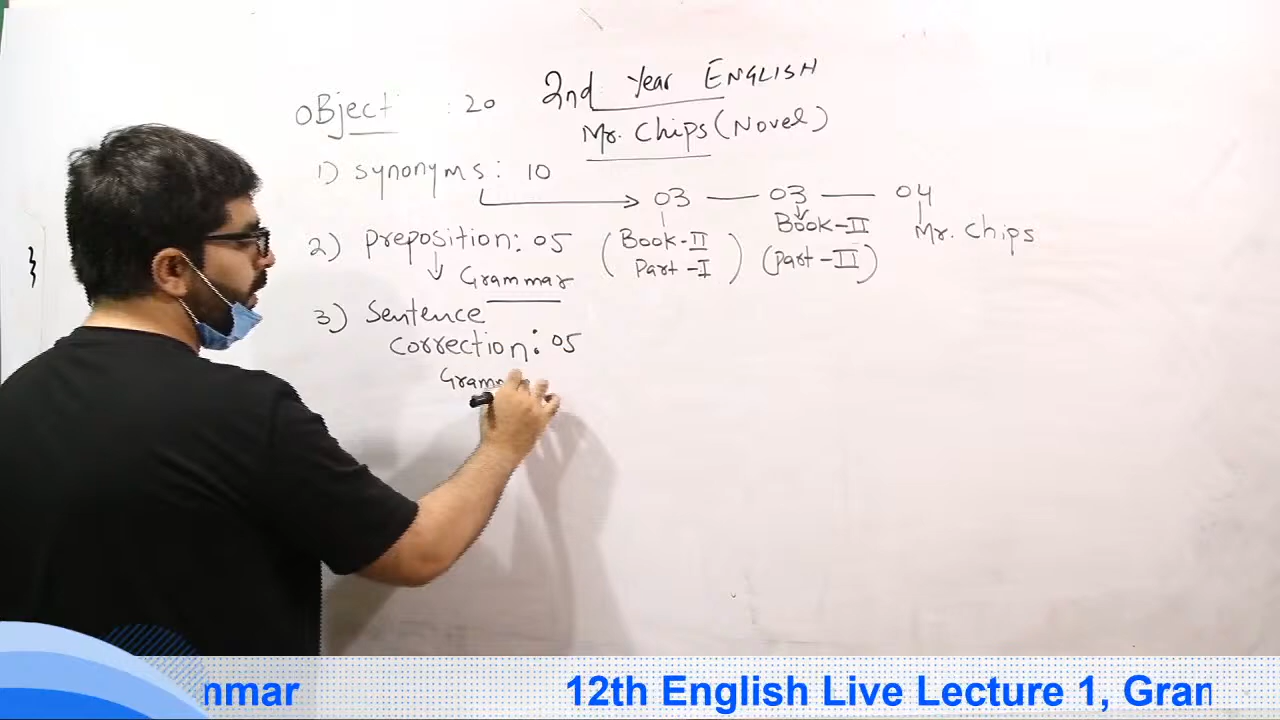 2nd Year ENGLISH
oBject : 20
Mr. Chips (Novel)
1) synonyms: 10
03 — 03 — 04
2) preposition: 05
(Book-II Part-I)
Book-II (Part-II)
Mr. Chips
Grammar
3) Sentence
correction: 05
nmar 12th English Live Lecture 1, Gran